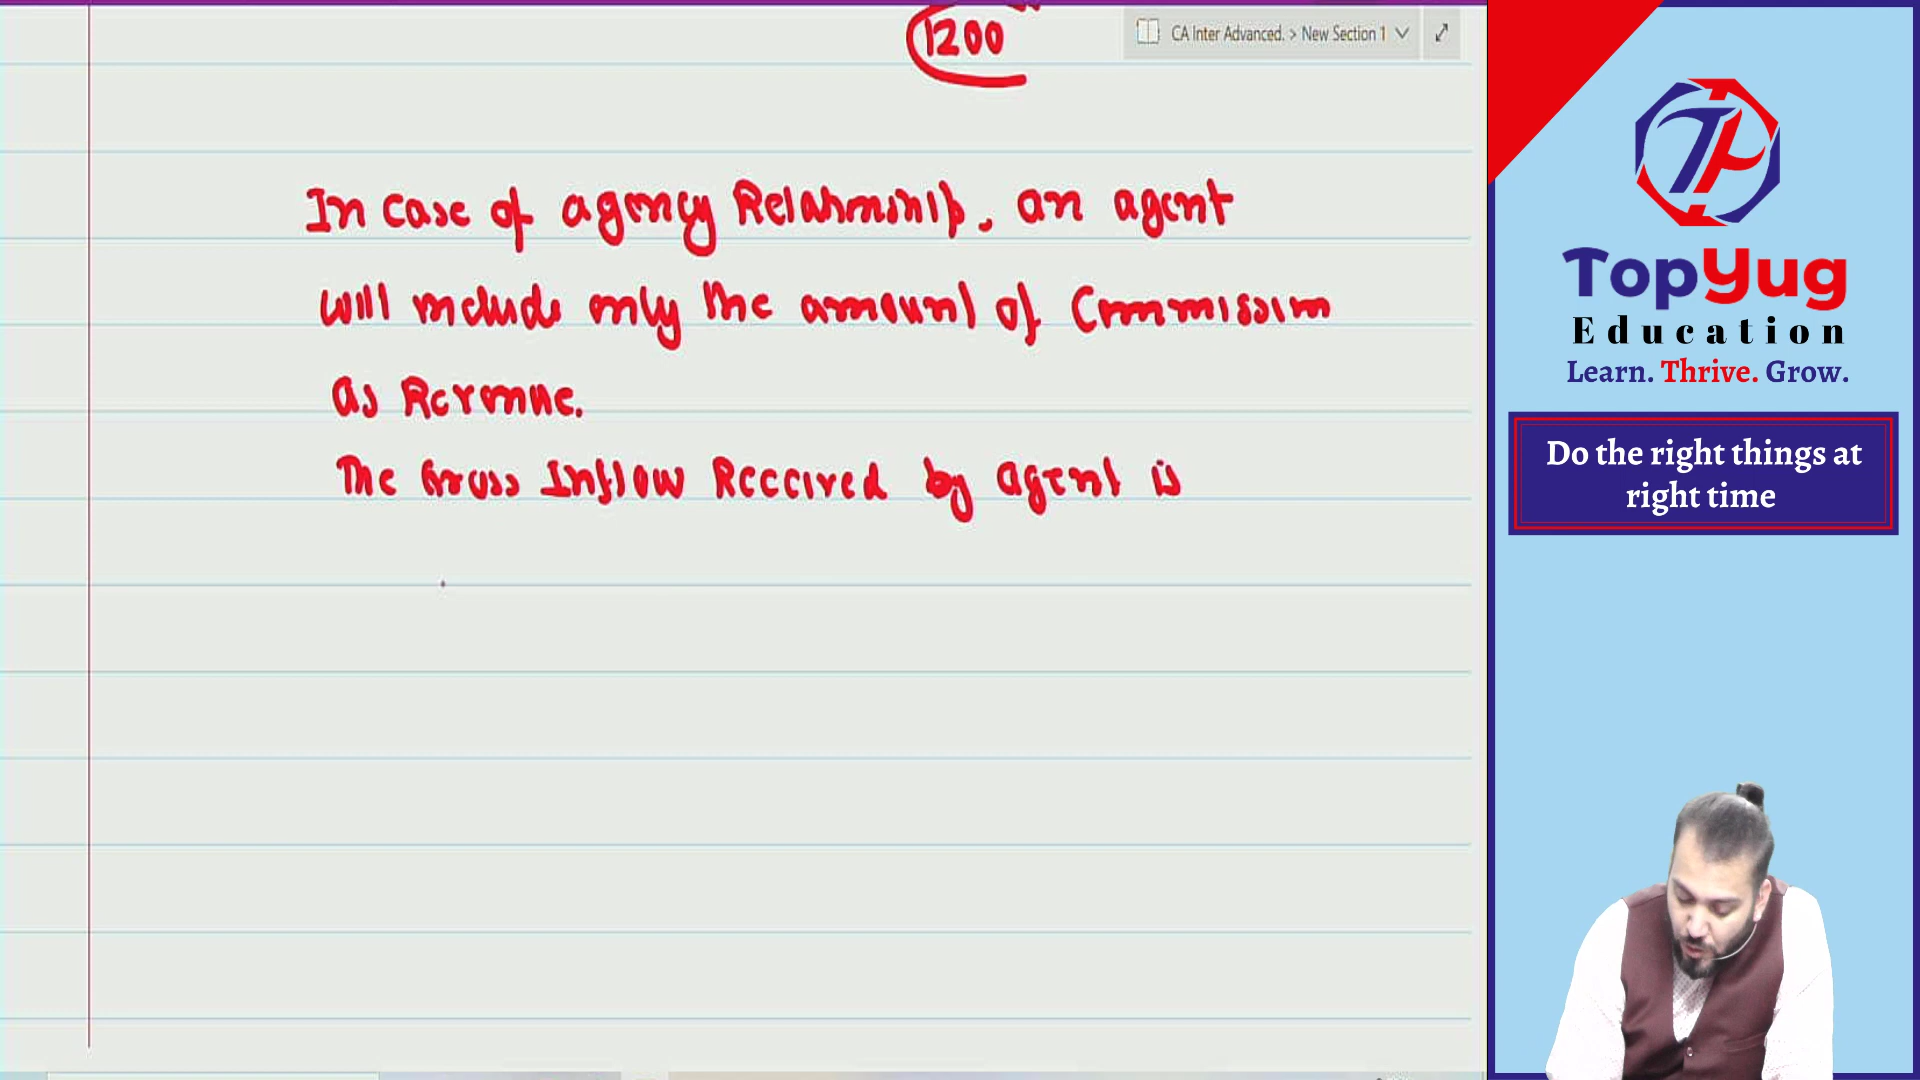 1200
CA Inter Advanced. > New Section 1
In case of agency Relationship, an agent
will include only the amount of Commission
as Revenue.
The Gross Inflow Received by agent is
TopYug
Education
Learn. Thrive. Grow.
Do the right things at
right time